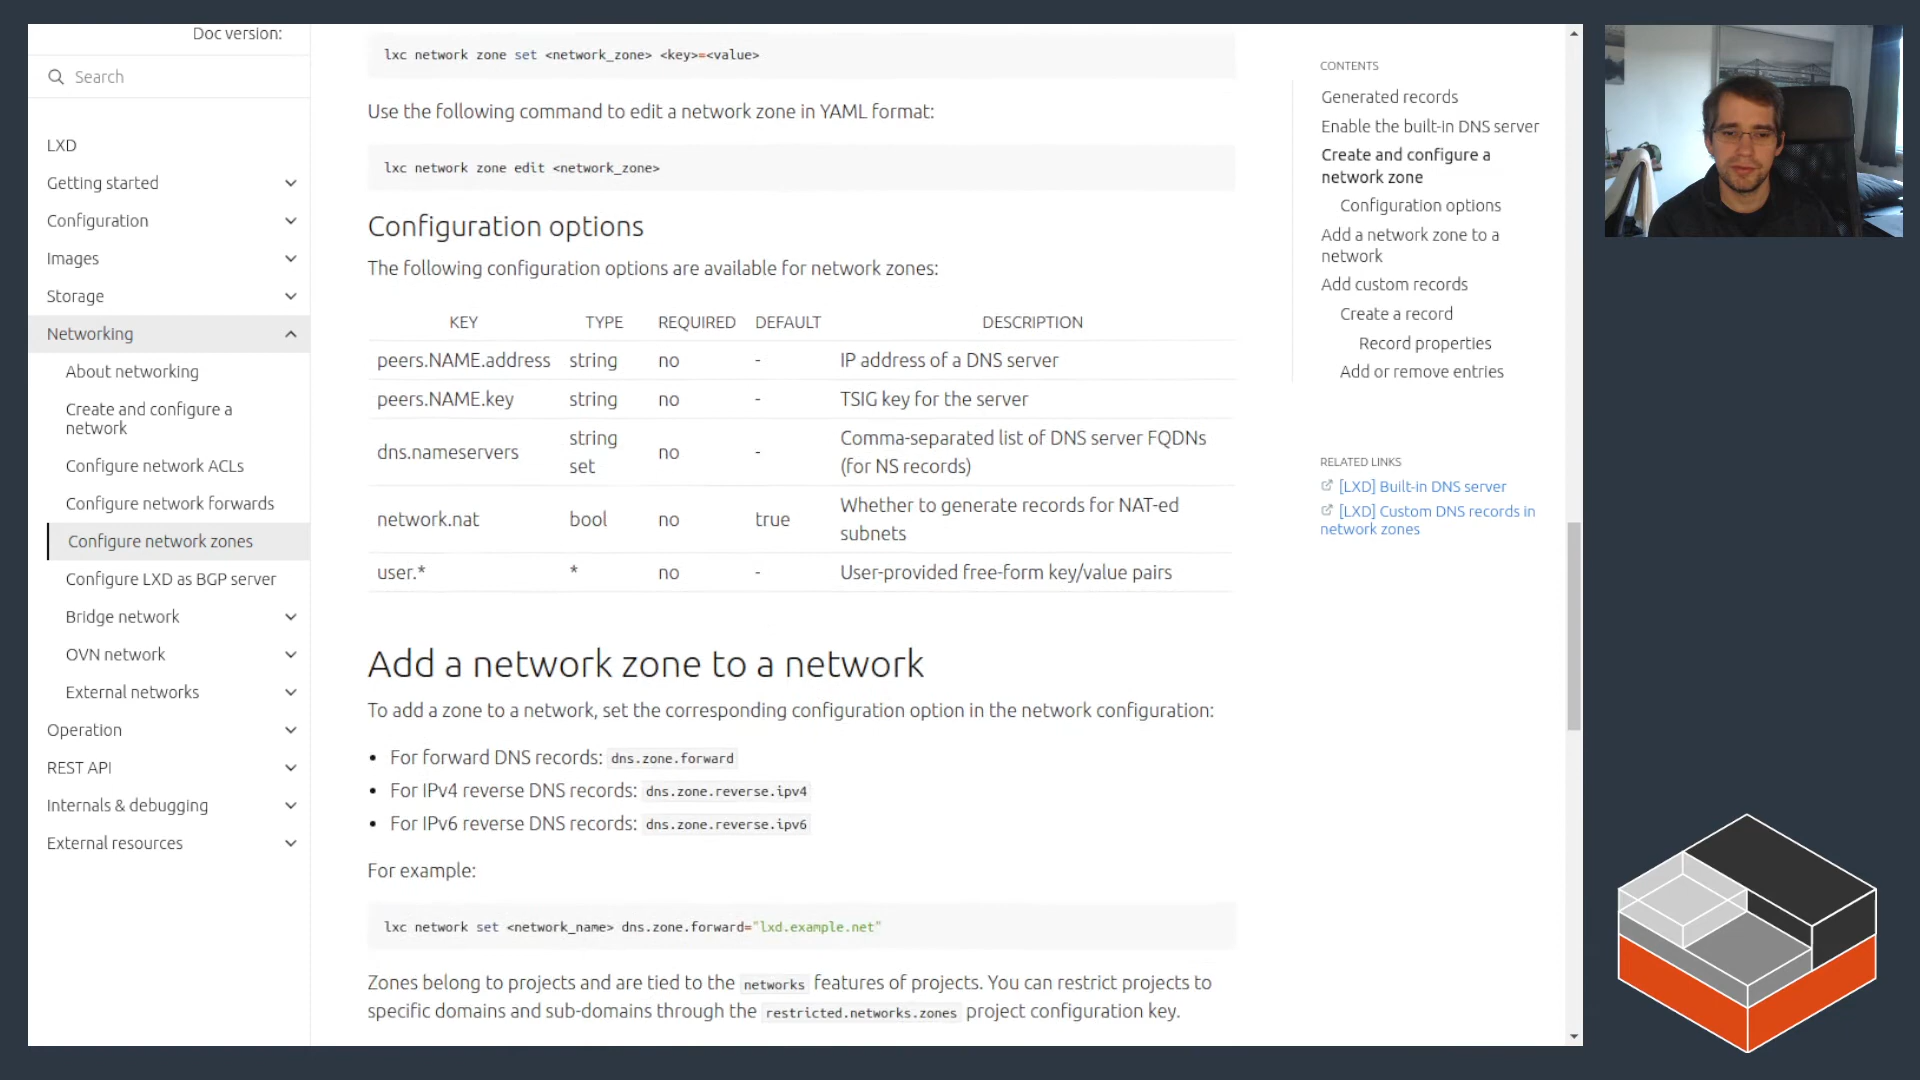 Doc version:
Search
LXD
Getting started
Configuration
Images
Storage
Networking
About networking
Create and configure a
network
Configure network ACLs
Configure network forwards
Configure network zones
Configure LXD as BGP server
Bridge network
OVN network
External networks
Operation
REST API
Internals & debugging
External resources
lxc network zone set <network_zone> <key>=<value>
Use the following command to edit a network zone in YAML format:
lxc network zone edit <network_zone>
Configuration options
The following configuration options are available for network zones:
KEY TYPE REQUIRED DEFAULT DESCRIPTION
peers.NAME.address string no - IP address of a DNS server
peers.NAME.key string no - TSIG key for the server
dns.nameservers string set no - Comma-separated list of DNS server FQDNs
(for NS records)
network.nat bool no true Whether to generate records for NAT-ed
subnets
user.* * no - User-provided free-form key/value pairs
Add a network zone to a network
To add a zone to a network, set the corresponding configuration option in the network configuration:
• For forward DNS records: dns.zone.forward
• For IPv4 reverse DNS records: dns.zone.reverse.ipv4
• For IPv6 reverse DNS records: dns.zone.reverse.ipv6
For example:
lxc network set <network_name> dns.zone.forward="lxd.example.net"
Zones belong to projects and are tied to the networks features of projects. You can restrict projects to
specific domains and sub-domains through the restricted.networks.zones project configuration key.
CONTENTS
Generated records
Enable the built-in DNS server
Create and configure a
network zone
Configuration options
Add a network zone to a
network
Add custom records
Create a record
Record properties
Add or remove entries
RELATED LINKS
[LXD] Built-in DNS server
[LXD] Custom DNS records in
network zones